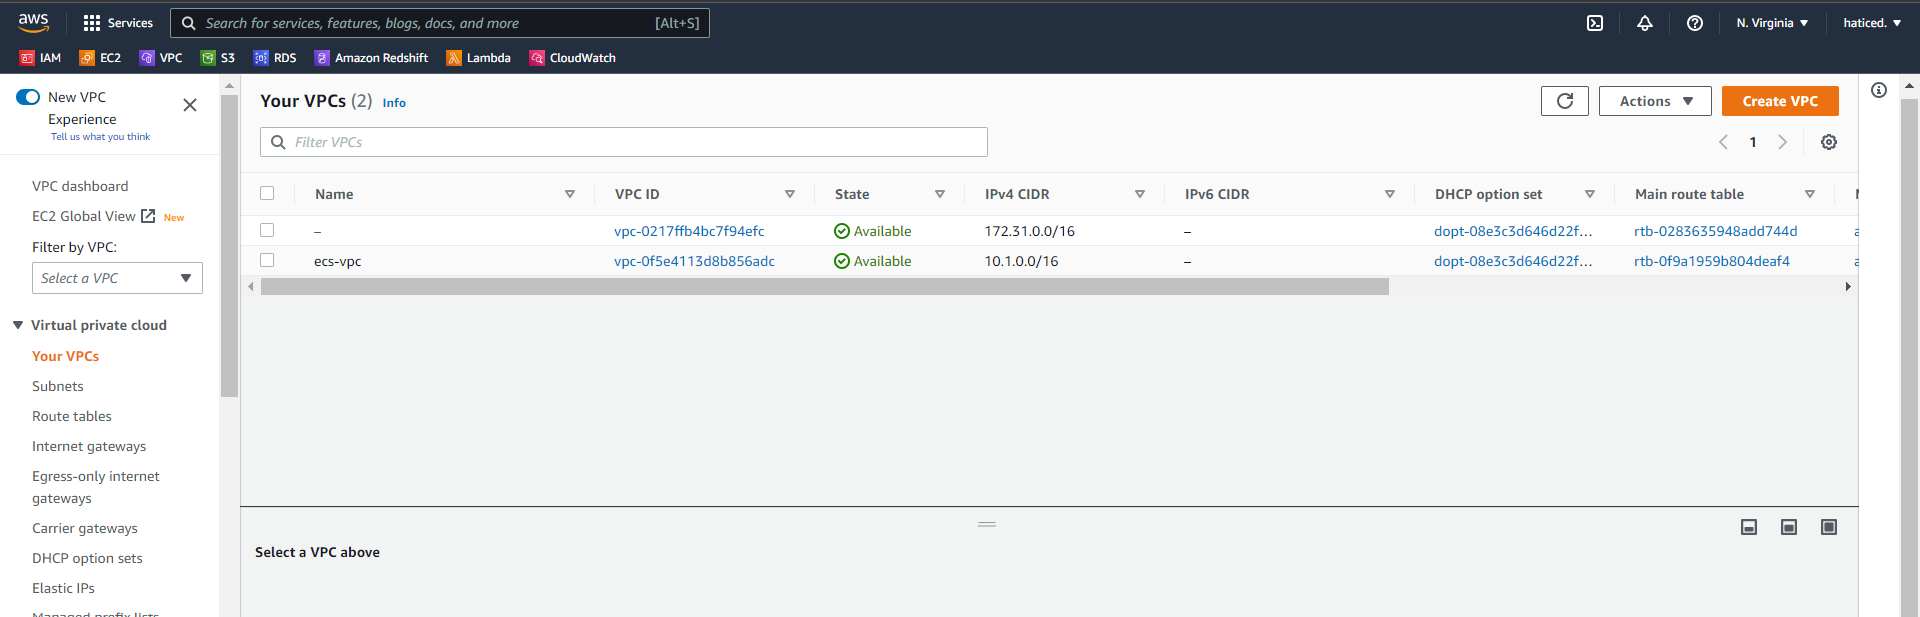 aws Services Search for services, features, blogs, docs, and more [Alt+S] N. Virginia haticed.
IAM EC2 VPC S3 RDS Amazon Redshift Lambda CloudWatch
New VPC
Experience
Tell us what you think
VPC dashboard
EC2 Global View New
Filter by VPC:
Select a VPC
Virtual private cloud
Your VPCs
Subnets
Route tables
Internet gateways
Egress-only internet
gateways
Carrier gateways
DHCP option sets
Elastic IPs
Managed prefix lists
Your VPCs (2) Info
Actions Create VPC
Filter VPCs
1
Name VPC ID State IPv4 CIDR IPv6 CIDR DHCP option set Main route table
– vpc-0217ffb4bc7f94efc Available 172.31.0.0/16 – dopt-08e3c3d646d22f... rtb-0283635948add744d
ecs-vpc vpc-0f5e4113d8b856adc Available 10.1.0.0/16 – dopt-08e3c3d646d22f... rtb-0f9a1959b804deaf4
Select a VPC above